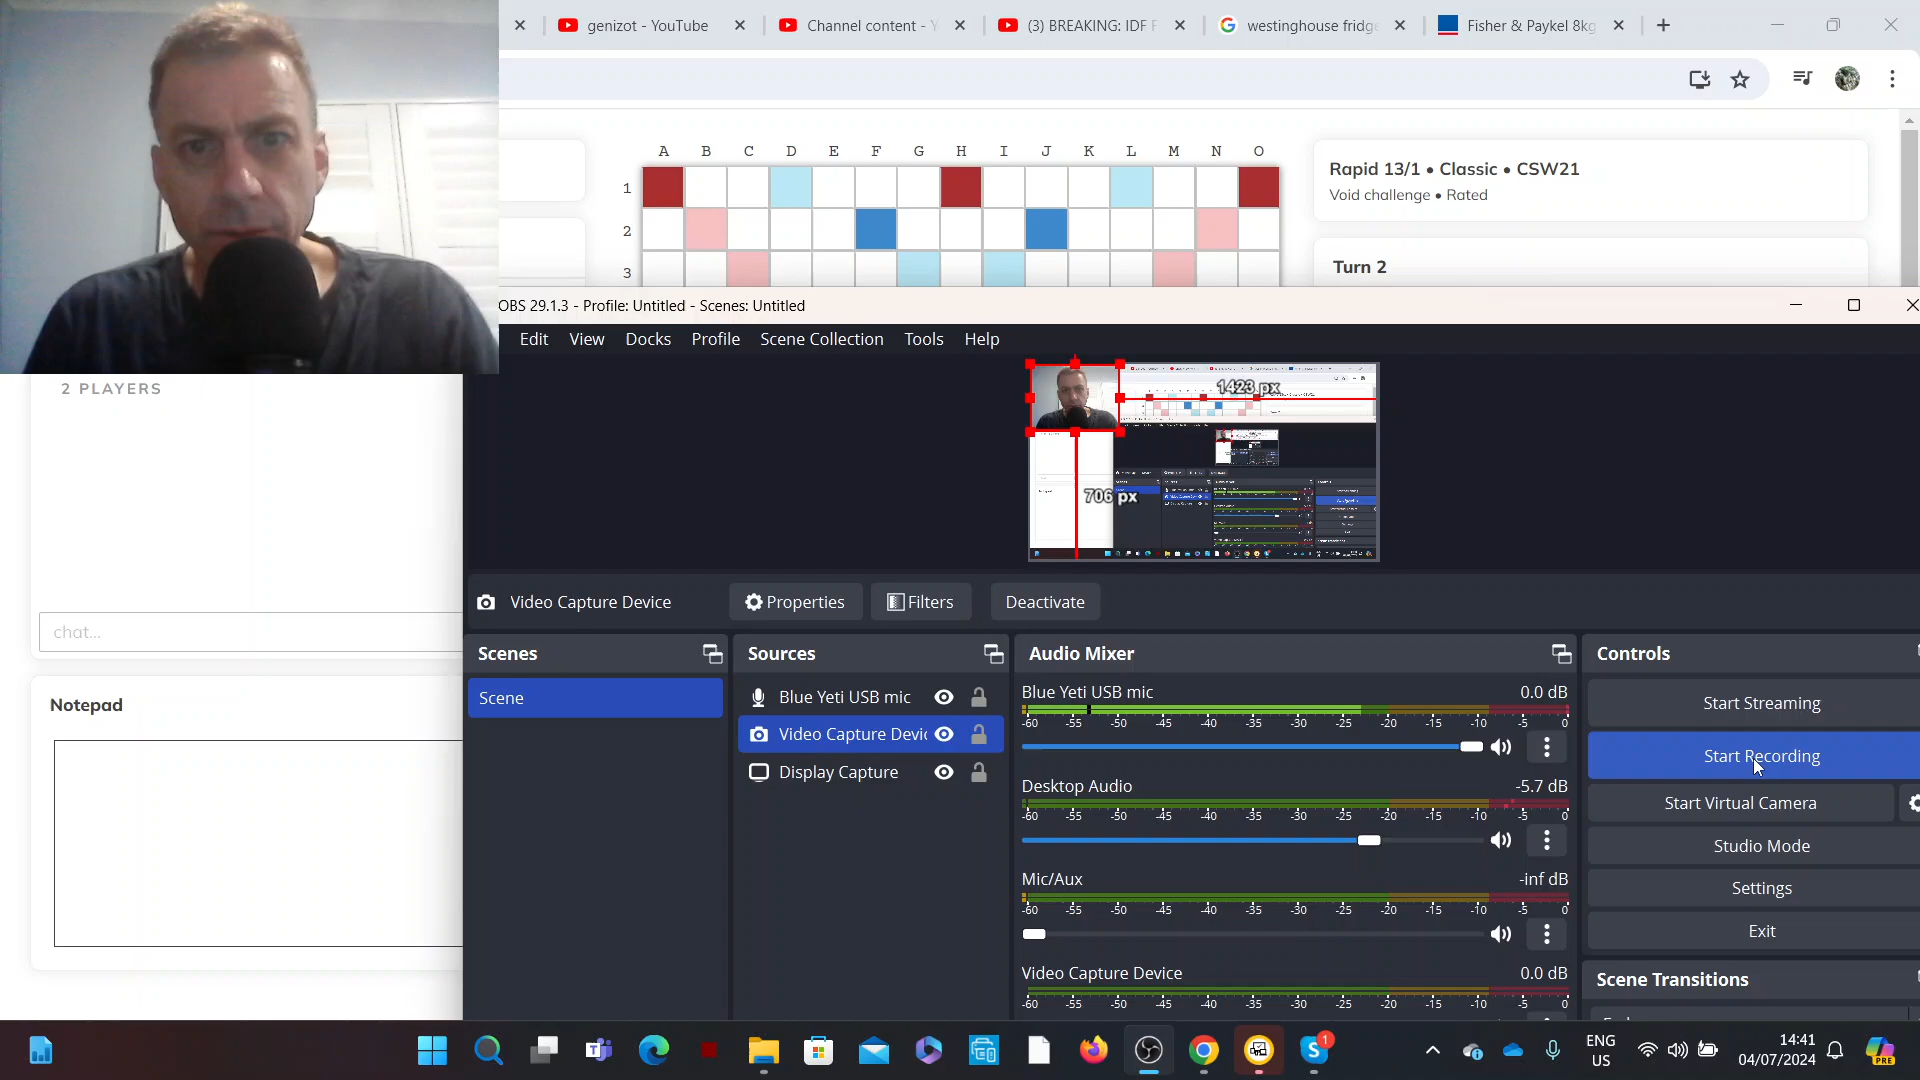 genizot - YouTube
Channel content - Y
(3) BREAKING: IDF F
westinghouse fridge
Fisher & Paykel 8kg
A B C D E F G H I J K L M N O
1
2
3
Rapid 13/1 • Classic • CSW21
Void challenge • Rated
Turn 2
OBS 29.1.3 - Profile: Untitled - Scenes: Untitled
Edit View Docks Profile Scene Collection Tools Help
1423 px
706 px
2 PLAYERS
chat...
Notepad
Video Capture Device
Properties
Filters
Deactivate
Scenes
Scene
Sources
Blue Yeti USB mic
Video Capture Devic
Display Capture
Audio Mixer
Blue Yeti USB mic 0.0 dB
-60 -55 -50 -45 -40 -35 -30 -25 -20 -15 -10 -5 0
Desktop Audio -5.7 dB
-60 -55 -50 -45 -40 -35 -30 -25 -20 -15 -10 -5 0
Mic/Aux -inf dB
-60 -55 -50 -45 -40 -35 -30 -25 -20 -15 -10 -5 0
Video Capture Device 0.0 dB
-60 -55 -50 -45 -40 -35 -30 -25 -20 -15 -10 -5 0
Controls
Start Streaming
Start Recording
Start Virtual Camera
Studio Mode
Settings
Exit
Scene Transitions
1
PRE
ENG
US
14:41
04/07/2024